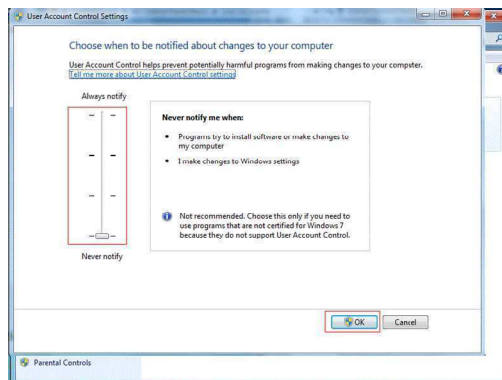 User Account Control Settings
Choose when to be notified about changes to your computer
User Account Control helps prevent potentially harmful programs from making changes to your computer.
Tell me more about User Account Control settings
Always notify
Never notify me when:
• Programs try to install software or make changes to
my computer
• I make changes to Windows settings
Not recommended. Choose this only if you need to
use programs that are not certified for Windows 7
because they do not support User Account Control.
Never notify
OK
Cancel
Parental Controls